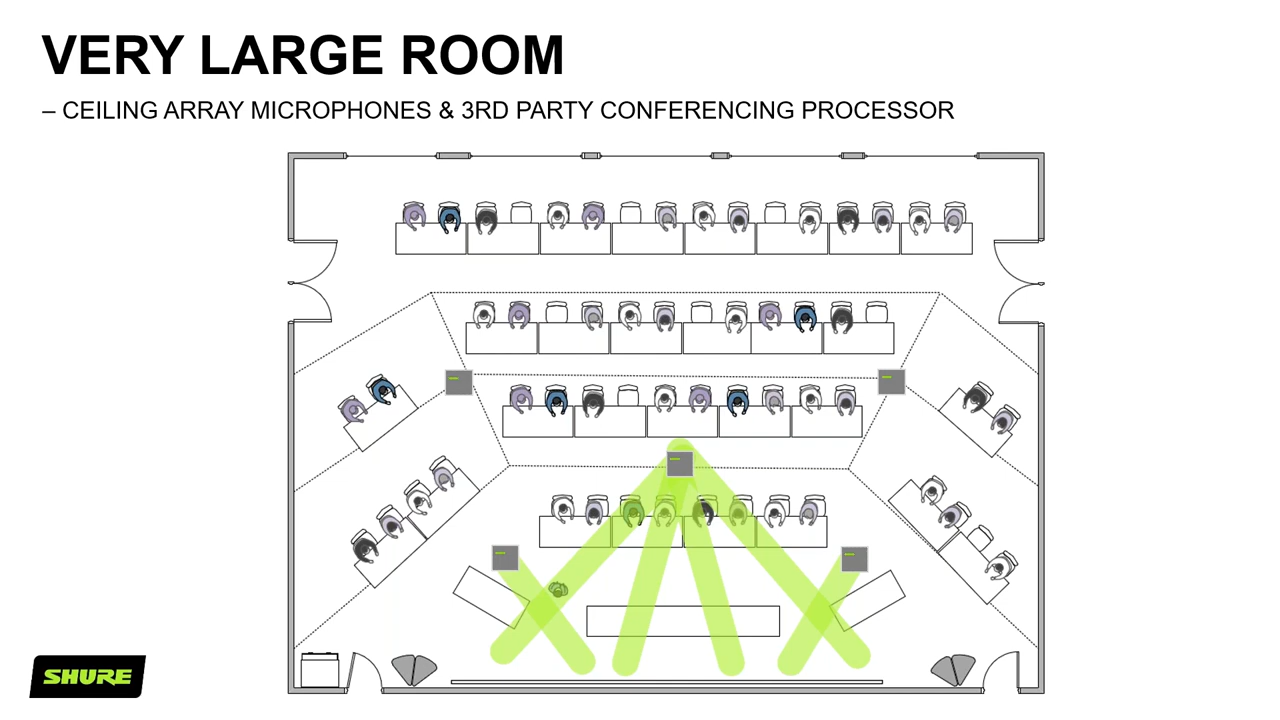 VERY LARGE ROOM
– CEILING ARRAY MICROPHONES & 3RD PARTY CONFERENCING PROCESSOR
SHURE